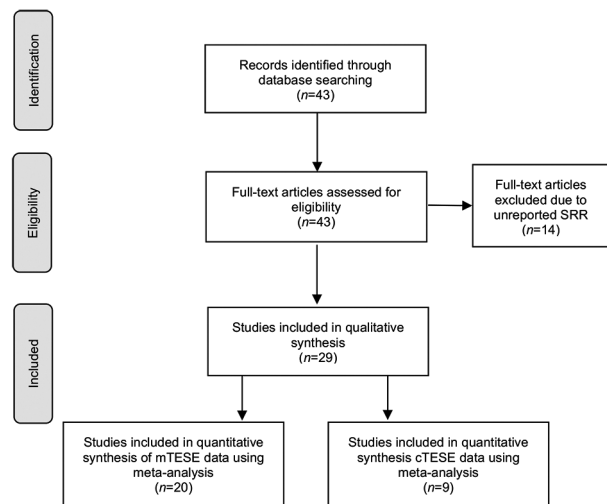 Identification
Records identified through
database searching
(n=43)
Eligibility
Full-text articles assessed for
eligibility
(n=43)
Full-text articles
excluded due to
unreported SRR
(n=14)
Included
Studies included in qualitative
synthesis
(n=29)
Studies included in quantitative
synthesis of mTESE data using
meta-analysis
(n=20)
Studies included in quantitative
synthesis cTESE data using
meta-analysis
(n=9)